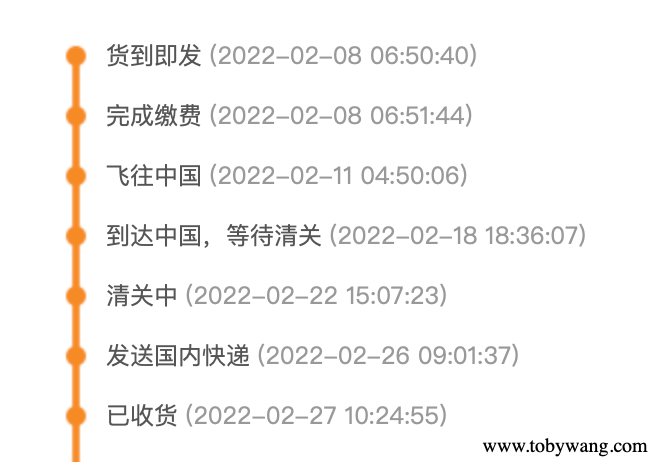 货到即发 (2022-02-08 06:50:40)
完成缴费 (2022-02-08 06:51:44)
飞往中国 (2022-02-11 04:50:06)
到达中国，等待清关 (2022-02-18 18:36:07)
清关中 (2022-02-22 15:07:23)
发送国内快递 (2022-02-26 09:01:37)
已收货 (2022-02-27 10:24:55)
www.tobywang.com